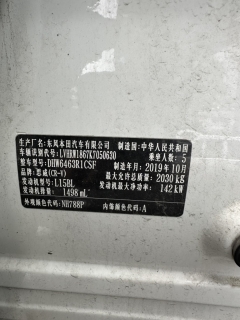 生产厂名:东风本田汽车有限公司 制造国:中华人民共和国
车辆识别代号:LVHRW1867K7050630 乘坐人数:5
整车型号:DHW6463R1CSF 制造日期:2019年10月
品牌:思威(CR-V) 最大允许总质量:2030 kg
发动机型号:L15BL 发动机最大净功率:142 kW
发动机排量:1498 mL
外观颜色代码:NH788P 内饰颜色代码:A